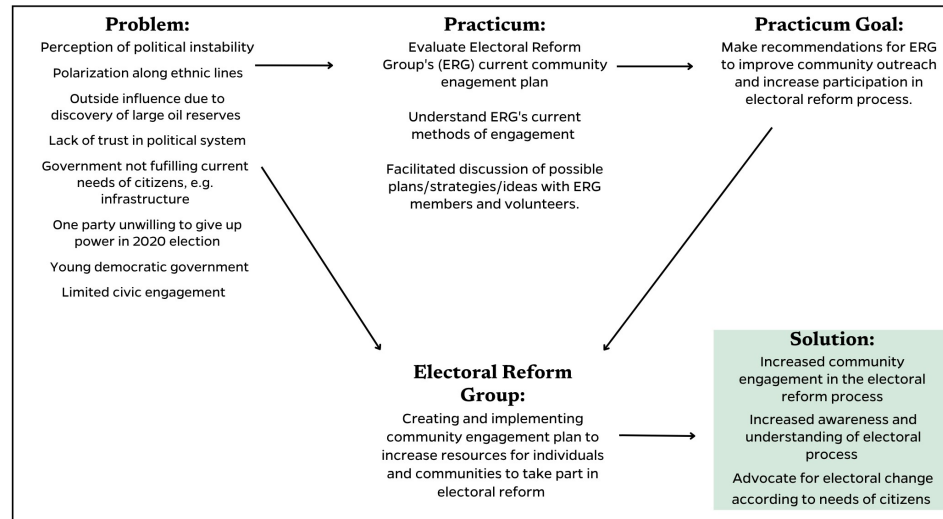 Problem:
Perception of political instability
Polarization along ethnic lines
Outside influence due to
discovery of large oil reserves
Lack of trust in political system
Government not fufilling current
needs of citizens, e.g.
infrastructure
One party unwilling to give up
power in 2020 election
Young democratic government
Limited civic engagement
Practicum:
Evaluate Electoral Reform
Group's (ERG) current community
enagement plan
Understand ERG's current
methods of engagement
Facilitated discussion of possible
plans/strategies/ideas with ERG
members and volunteers.
Practicum Goal:
Make recommendations for ERG
to improve community outreach
and increase participation in
electoral reform process.
Electoral Reform
Group:
Creating and implementing
community engagement plan to
increase resources for individuals
and communities to take part in
electoral reform
Solution:
Increased community
engagement in the electoral
reform process
Increased awareness and
understanding of electoral
process
Advocate for electoral change
according to needs of citizens